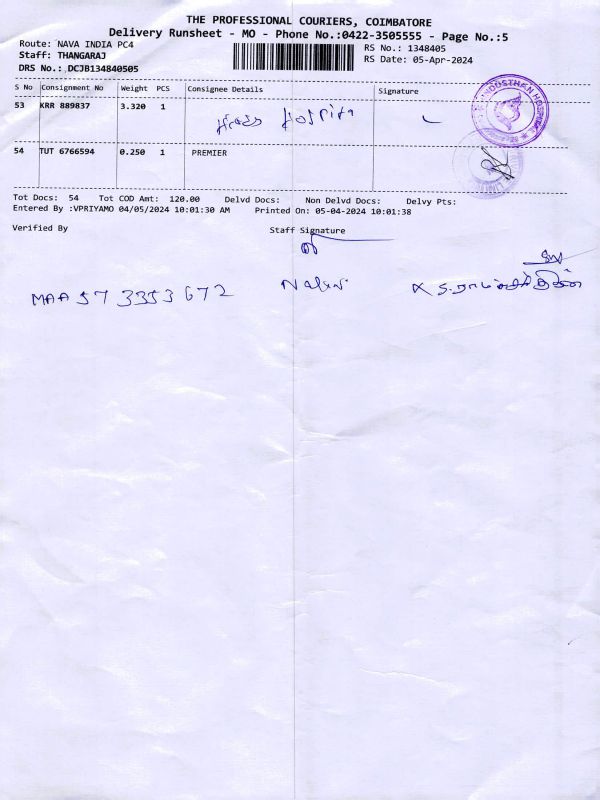 THE PROFESSIONAL COURIERS, COIMBATORE
Delivery Runsheet - MO - Phone No.:0422-3505555 - Page No.:5
Route: NAVA INDIA PC4
RS No.: 1348405
Staff: THANGARAJ
RS Date: 05-Apr-2024
DRS No.: DCJB134840505
S No Consignment No Weight PCS Consignee Details Signature
53 KRR 889837 3.320 1
54 TUT 6766594 0.250 1 PREMIER
Tot Docs: 54 Tot COD Amt: 120.00 Delvd Docs: Non Delvd Docs: Delvy Pts:
Entered By :VPRIYAMO 04/05/2024 10:01:30 AM Printed On: 05-04-2024 10:01:38
Verified By Staff Signature
MAA 57 3353 672